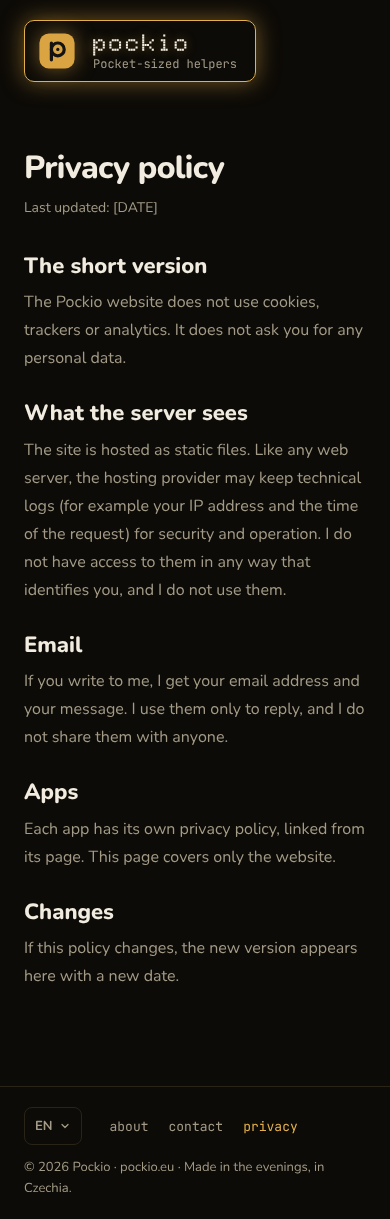 pockio
Pocket-sized helpers
Privacy policy
Last updated: [DATE]
The short version
The Pockio website does not use cookies,
trackers or analytics. It does not ask you for any
personal data.
What the server sees
The site is hosted as static files. Like any web
server, the hosting provider may keep technical
logs (for example your IP address and the time
of the request) for security and operation. I do
not have access to them in any way that
identifies you, and I do not use them.
Email
If you write to me, I get your email address and
your message. I use them only to reply, and I do
not share them with anyone.
Apps
Each app has its own privacy policy, linked from
its page. This page covers only the website.
Changes
If this policy changes, the new version appears
here with a new date.
EN about contact privacy
© 2026 Pockio · pockio.eu · Made in the evenings, in
Czechia.